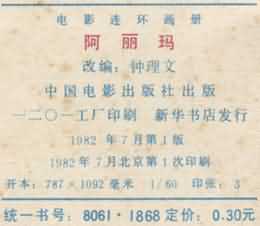 电影连环画册
阿丽玛
改编：钟理文
中国电影出版社出版
一二〇一工厂印刷 新华书店发行
1982 年7月第1版
1982 年7月北京第1次印刷
开本：787×1092毫米 1/60 印张：3
统一书号：8061·1868 定价：0.30元